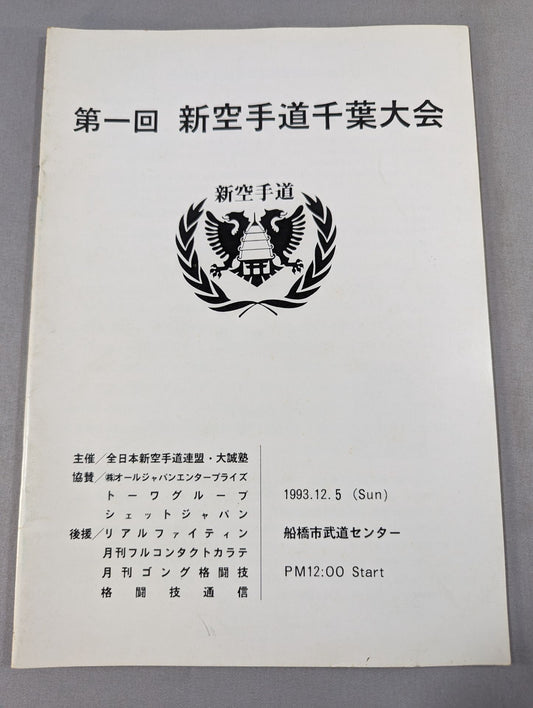 第一回 新空手道千葉大会
新空手道
主催/全日本新空手道連盟・大誠塾
協賛/㈱オールジャパンエンタープライズ
トーワグループ
シェットジャパン
後援/リアルファイティン
月刊フルコンタクトカラテ
月刊ゴング格闘技
格闘技通信
1993.12.5 (Sun)
船橋市武道センター
PM12:00 Start